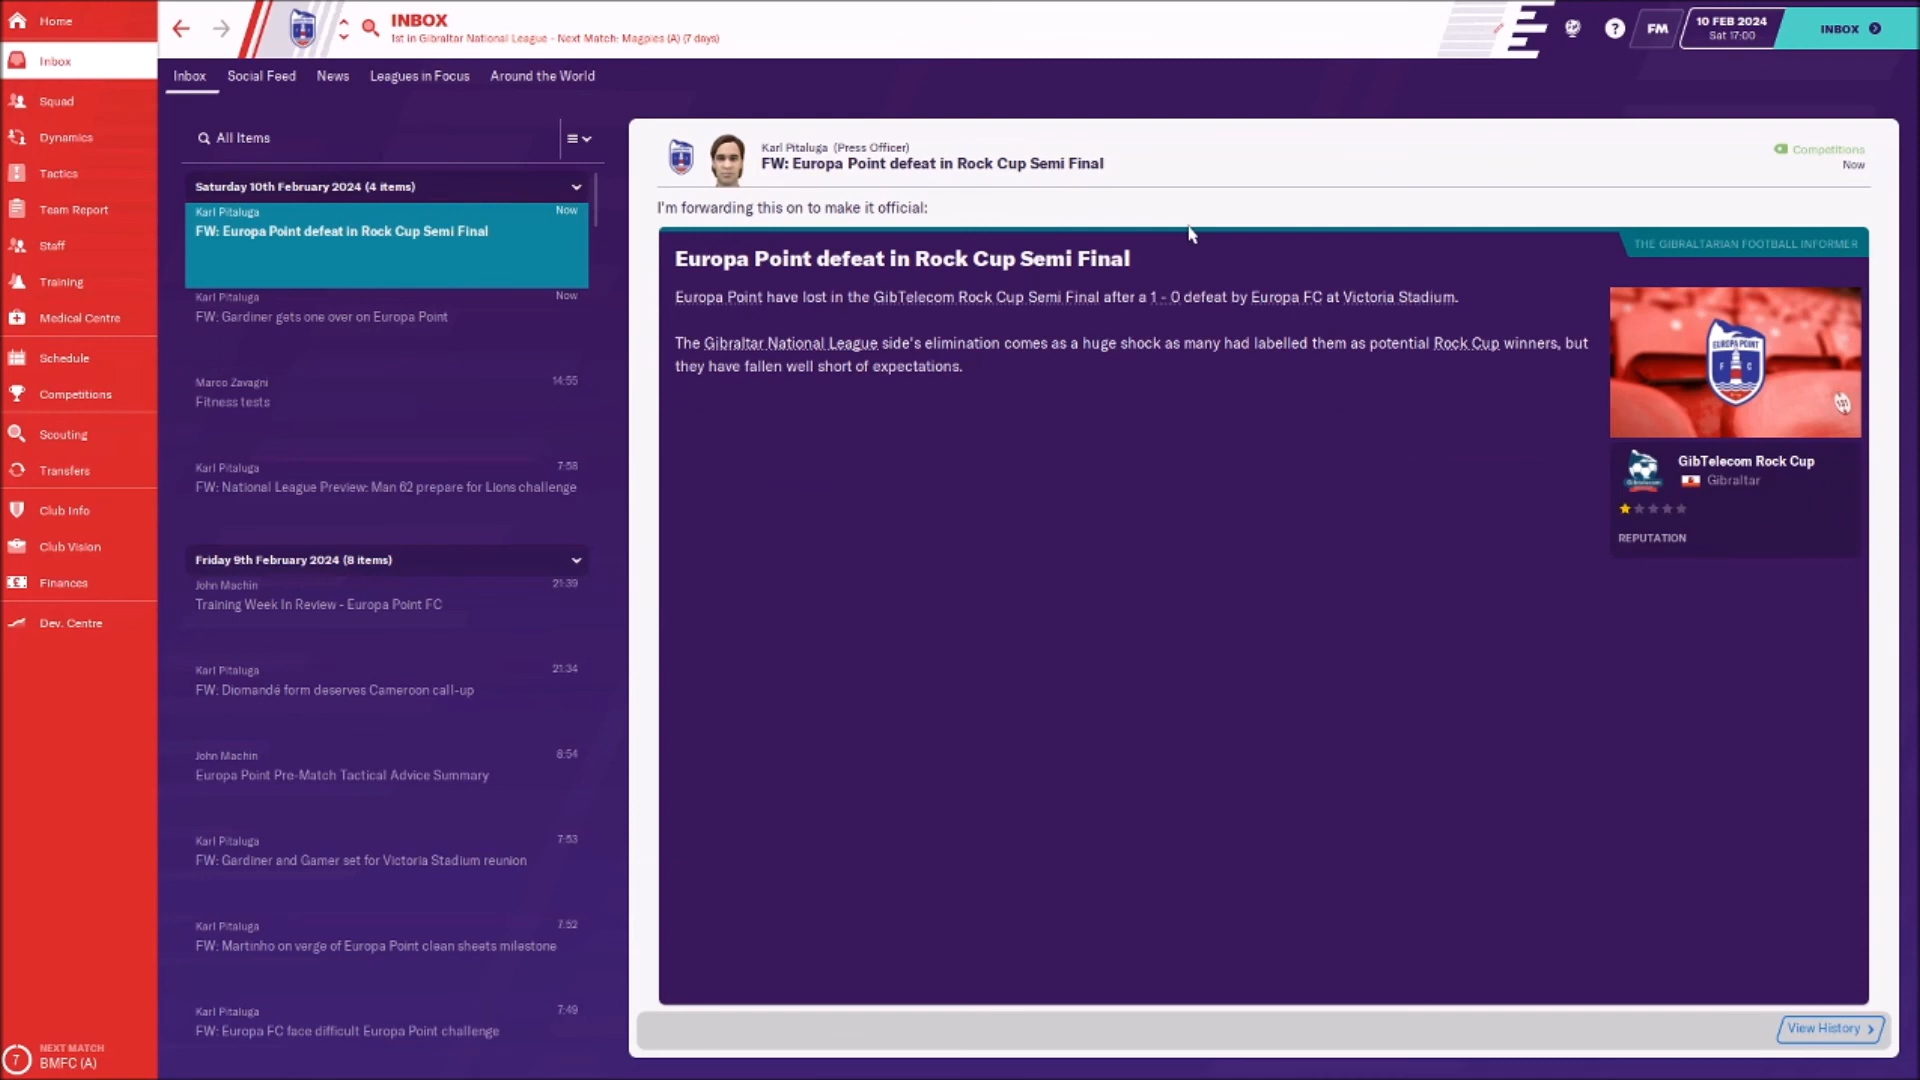 Home
Inbox
Squad
Dynamics
Tactics
Team Report
Staff
Training
Medical Centre
Schedule
Competitions
Scouting
Transfers
Club Info
Club Vision
Finances
Dev. Centre
7
NEXT MATCH
BMFC (A)
INBOX
1st in Gibraltar National League - Next Match: Magpies (A) (7 days)
?
FM
10 FEB 2024
Sat 17:00
INBOX
Inbox
Social Feed
News
Leagues in Focus
Around the World
All Items
Saturday 10th February 2024 (4 items)
Karl Pitaluga Now
FW: Europa Point defeat in Rock Cup Semi Final
Karl Pitaluga Now
FW: Gardiner gets one over on Europa Point
Marco Zavagni 14:55
Fitness tests
Karl Pitaluga 7:58
FW: National League Preview: Man 62 prepare for Lions challenge
Friday 9th February 2024 (8 items)
John Machin 21:39
Training Week In Review - Europa Point FC
Karl Pitaluga 21:34
FW: Diomandé form deserves Cameroon call-up
John Machin 8:54
Europa Point Pre-Match Tactical Advice Summary
Karl Pitaluga 7:53
FW: Gardiner and Gamer set for Victoria Stadium reunion
Karl Pitaluga 7:52
FW: Martinho on verge of Europa Point clean sheets milestone
Karl Pitaluga 7:49
FW: Europa FC face difficult Europa Point challenge
Karl Pitaluga (Press Officer)
FW: Europa Point defeat in Rock Cup Semi Final
Competitions
Now
I'm forwarding this on to make it official:
THE GIBRALTARIAN FOOTBALL INFORMER
Europa Point defeat in Rock Cup Semi Final
Europa Point have lost in the GibTelecom Rock Cup Semi Final after a 1 - 0 defeat by Europa FC at Victoria Stadium.
The Gibraltar National League side's elimination comes as a huge shock as many had labelled them as potential Rock Cup winners, but
they have fallen well short of expectations.
EUROPA POINT
F C
GibTelecom Rock Cup
Gibraltar
REPUTATION
View History